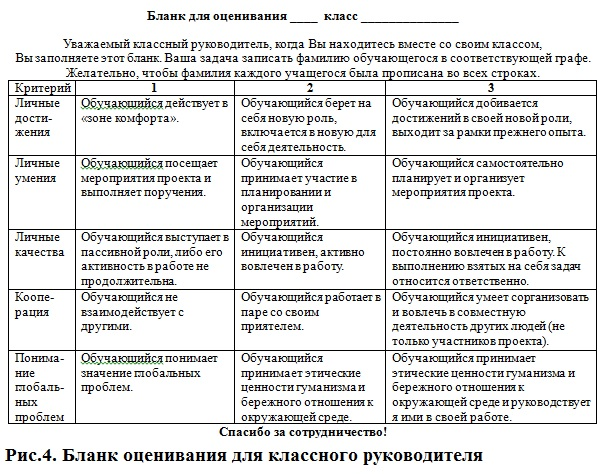 Бланк для оценивания ____ класс ______________
Уважаемый классный руководитель, когда Вы находитесь вместе со своим классом,
Вы заполняете этот бланк. Ваша задача записать фамилию обучающегося в соответствующей графе.
Желательно, чтобы фамилия каждого учащегося была прописана во всех строках.
Критерий 1 2 3
Личные дости-жения
Обучающийся действует в
«зоне комфорта».
Обучающий берет на
себя новую роль,
включается в новую для
себя деятельность.
Обучающийся добивается
достижений в своей новой роли,
выходит за рамки прежнего опыта.
Личные
умения
Обучающийся посещает
мероприятия проекта и
выполняет поручения.
Обучающийся
принимает участие в
планировании и
организации
мероприятий.
Обучающийся самостоятельно
планирует и организует
мероприятия проекта.
Личные
качества
Обучающийся выступает в
пассивной роли, либо его
активность в работе не
продолжительна.
Обучающийся
инициативен, активно
вовлечен в работу.
Обучающийся инициативен,
постоянно вовлечен в работу. К
выполнению взятых на себя задач
относится ответственно.
Коопе-
рация
Обучающийся не
взаимодействует с
другими.
Обучающийся работает в
паре со своим
приятелем.
Обучающийся умеет сорганизовать
и вовлечь в совместную
деятельность других людей (не
только участников проекта).
Понима-
ние
глобаль-
ных
проблем
Обучающийся понимает
значение глобальных
проблем.
Обучающийся
принимает этические
ценности гуманизма и
бережного отношения к
окружающей среде.
Обучающийся принимает
этические ценности гуманизма и
бережного отношения к
окружающей среде и руководствует
я ими в своей работе.
Спасибо за сотрудничество!
Рис.4. Бланк оценивания для классного руководителя